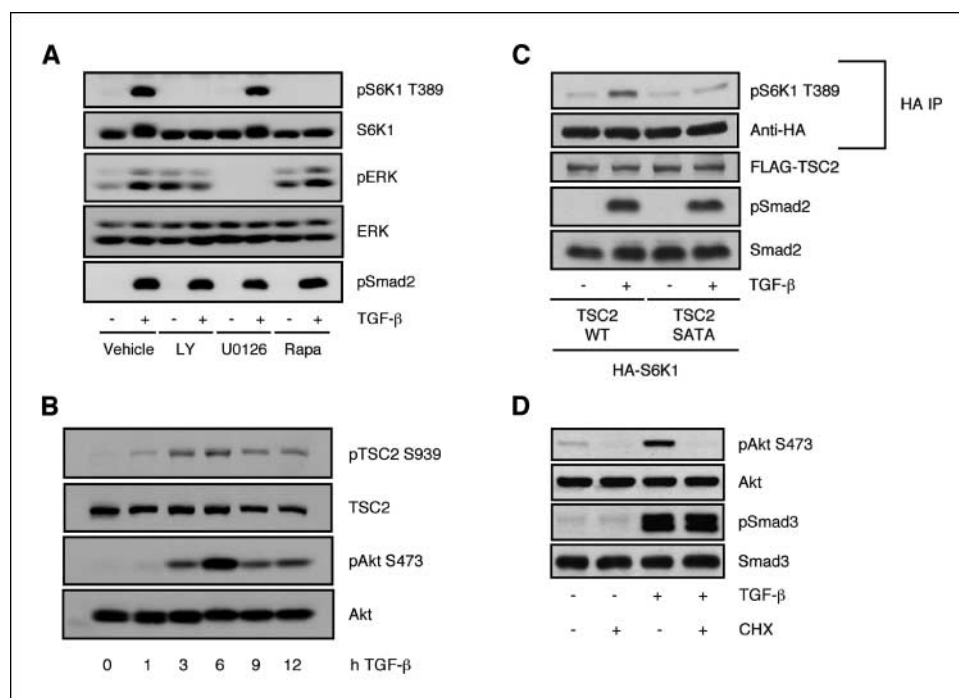 A
pS6K1 T389
S6K1
pERK
ERK
pSmad2
- + - + - + - + TGF-β
Vehicle LY U0126 Rapa
B
pTSC2 S939
TSC2
pAkt S473
Akt
0 1 3 6 9 12 h TGF-β
C
pS6K1 T389
HA IP
Anti-HA
FLAG-TSC2
pSmad2
Smad2
- + - + TGF-β
TSC2 TSC2
WT SATA
HA-S6K1
D
pAkt S473
Akt
pSmad3
Smad3
- - + + TGF-β
- + - + CHX